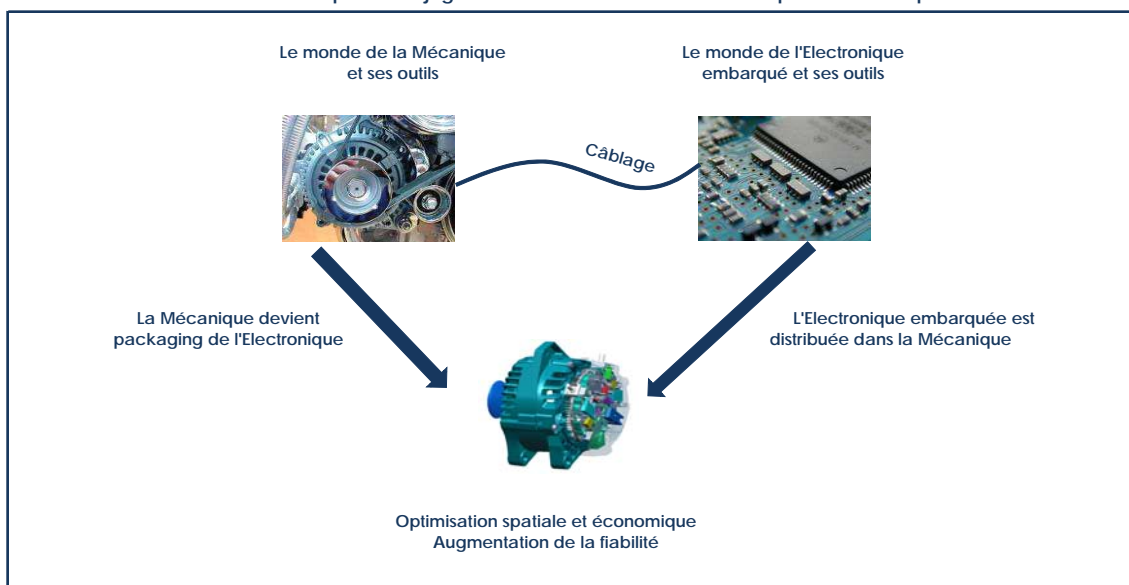 Le monde de la Mécanique
et ses outils
Le monde de l'Electronique
embarqué et ses outils
Câblage
La Mécanique devient
packaging de l'Electronique
L'Electronique embarquée est
distribuée dans la Mécanique
Optimisation spatiale et économique
Augmentation de la fiabilité